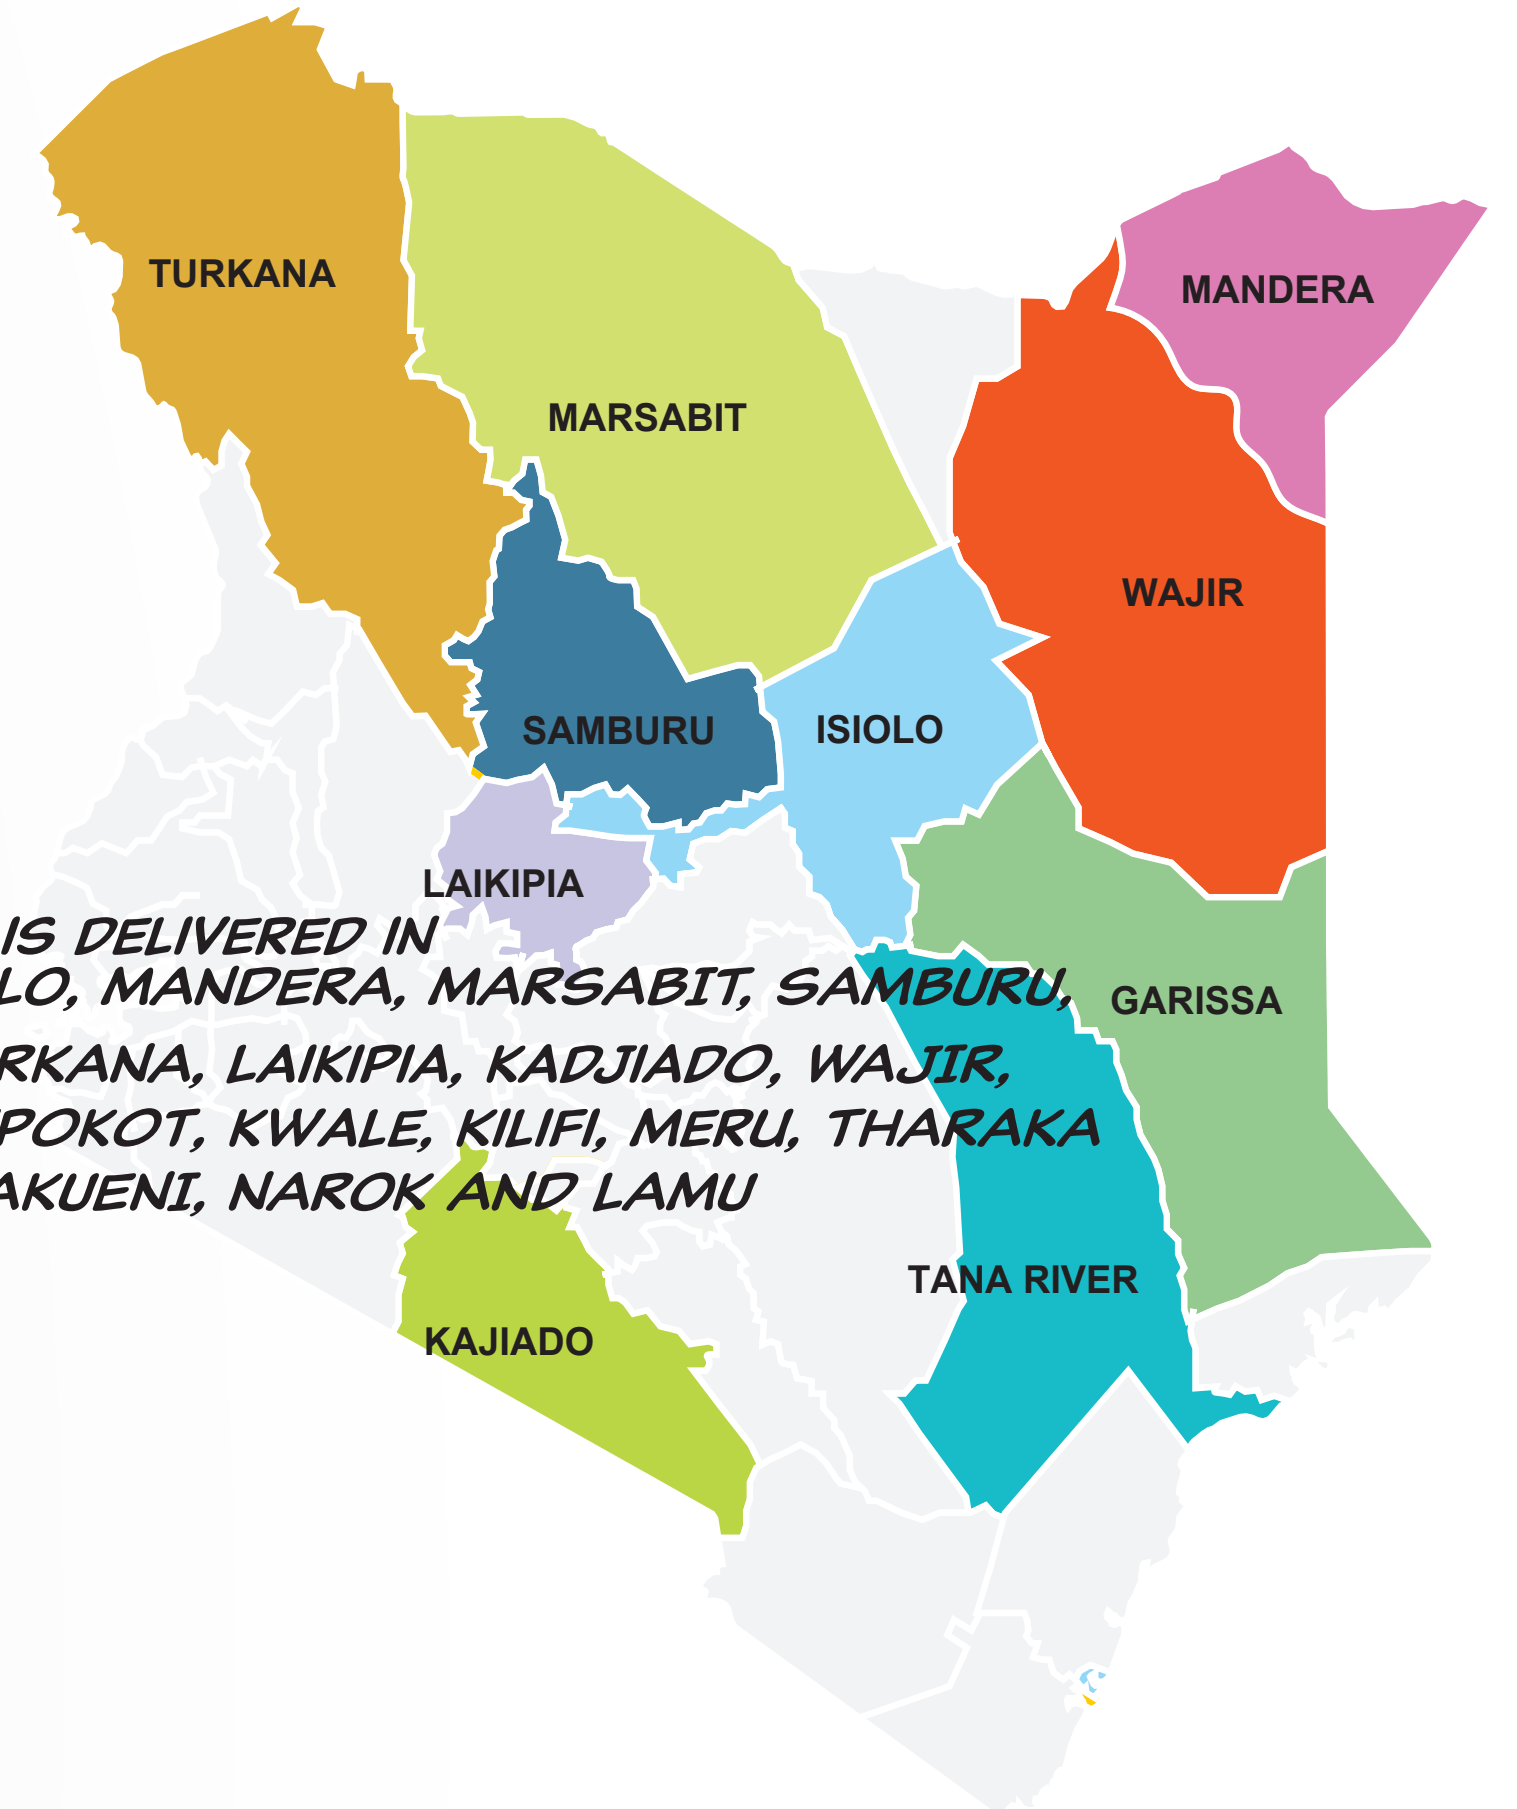 TURKANA
MANDERA
MARSABIT
WAJIR
SAMBURU
ISIOLO
LAIKIPIA
IS DELIVERED IN
LO, MANDERA, MARSABIT, SAMBURU,
GARISSA
RKANA, LAIKIPIA, KADJIADO, WAJIR,
POKOT, KWALE, KILIFI, MERU, THARAKA
AKUENI, NAROK AND LAMU
TANA RIVER
KAJIADO